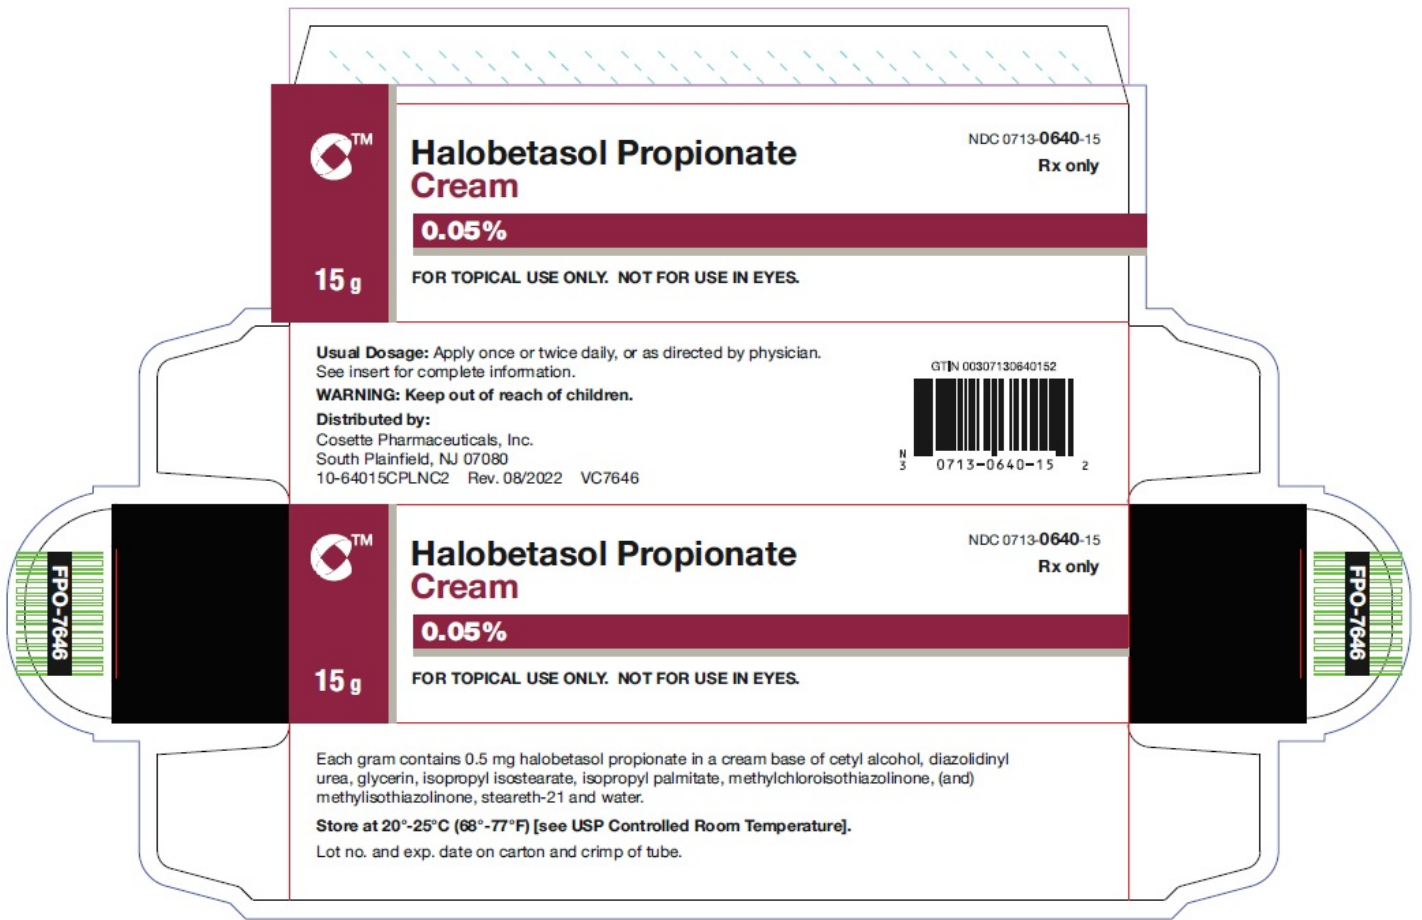 TM
Halobetasol Propionate
Cream
NDC 0713-0640-15
Rx only
0.05%
15 g
FOR TOPICAL USE ONLY. NOT FOR USE IN EYES.
Usual Dosage: Apply once or twice daily, or as directed by physician.
See insert for complete information.
WARNING: Keep out of reach of children.
Distributed by:
Cosette Pharmaceuticals, Inc.
South Plainfield, NJ 07080
10-64015CPLNC2 Rev. 08/2022 VC7646
GTIN 00307130640152
N
3 0713-0640-15 2
TM
Halobetasol Propionate
Cream
NDC 0713-0640-15
Rx only
0.05%
15 g
FOR TOPICAL USE ONLY. NOT FOR USE IN EYES.
FPO-7646
FPO-7646
Each gram contains 0.5 mg halobetasol propionate in a cream base of cetyl alcohol, diazolidinyl
urea, glycerin, isopropyl isostearate, isopropyl palmitate, methylchloroisothiazolinone, (and)
methylisothiazolinone, steareth-21 and water.
Store at 20°-25°C (68°-77°F) [see USP Controlled Room Temperature].
Lot no. and exp. date on carton and crimp of tube.